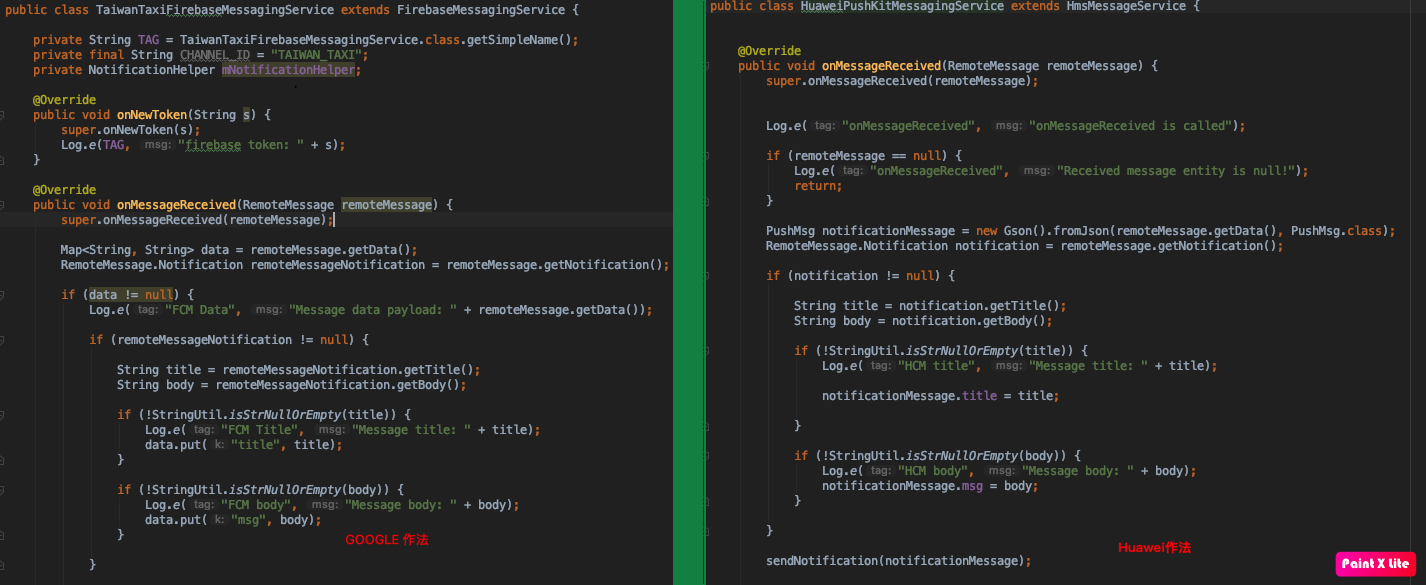 public class TaiwanTaxiFirebaseMessagingService extends FirebaseMessagingService {
private String TAG = TaiwanTaxiFirebaseMessagingService.class.getSimpleName();
private final String CHANNEL_ID = "TAIWAN_TAXI";
private NotificationHelper mNotificationHelper;
@Override
public void onNewToken(String s) {
super.onNewToken(s);
Log.e(TAG, msg: "firebase token: " + s);
}
@Override
public void onMessageReceived(RemoteMessage remoteMessage) {
super.onMessageReceived(remoteMessage);
Map<String, String> data = remoteMessage.getData();
RemoteMessage.Notification remoteMessageNotification = remoteMessage.getNotification();
if (data != null) {
Log.e( tag: "FCM Data", msg: "Message data payload: " + remoteMessage.getData());
if (remoteMessageNotification != null) {
String title = remoteMessageNotification.getTitle();
String body = remoteMessageNotification.getBody();
if (!StringUtil.isStrNullOrEmpty(title)) {
Log.e( tag: "FCM Title", msg: "Message title: " + title);
data.put( k: "title", title);
}
if (!StringUtil.isStrNullOrEmpty(body)) {
Log.e( tag: "FCM body", msg: "Message body: " + body);
data.put( k: "msg", body);
}
GOOGLE 作法
}
public class HuaweiPushKitMessagingService extends HmsMessageService {
@Override
public void onMessageReceived(RemoteMessage remoteMessage) {
super.onMessageReceived(remoteMessage);
Log.e( tag: "onMessageReceived", msg: "onMessageReceived is called");
if (remoteMessage == null) {
Log.e( tag: "onMessageReceived", msg: "Received message entity is null!");
return;
}
PushMsg notificationMessage = new Gson().fromJson(remoteMessage.getData(), PushMsg.class);
RemoteMessage.Notification notification = remoteMessage.getNotification();
if (notification != null) {
String title = notification.getTitle();
String body = notification.getBody();
if (!StringUtil.isStrNullOrEmpty(title)) {
Log.e( tag: "HCM title", msg: "Message title: " + title);
notificationMessage.title = title;
}
if (!StringUtil.isStrNullOrEmpty(body)) {
Log.e( tag: "HCM body", msg: "Message body: " + body);
notificationMessage.msg = body;
}
}
Huawei作法
sendNotification(notificationMessage);
Paint X Lite